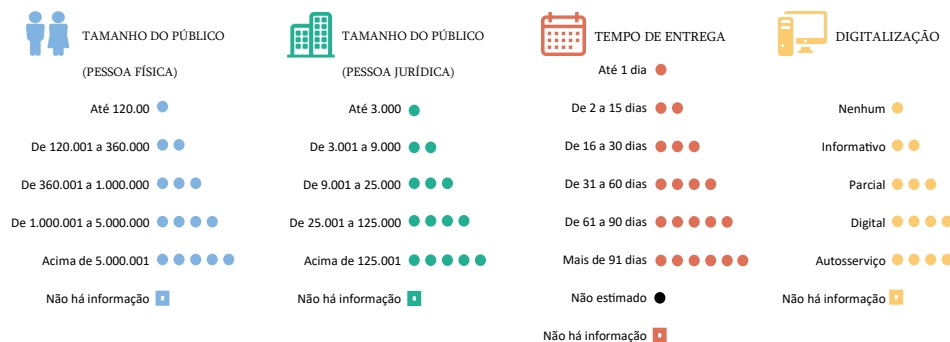 TAMANHO DO PÚBLICO
(PESSOA FÍSICA)
Até 120.00
De 120.001 a 360.000
De 360.001 a 1.000.000
De 1.000.001 a 5.000.000
Acima de 5.000.001
Não há informação
TAMANHO DO PÚBLICO
(PESSOA JURÍDICA)
Até 3.000
De 3.001 a 9.000
De 9.001 a 25.000
De 25.001 a 125.000
Acima de 125.001
Não há informação
TEMPO DE ENTREGA
Até 1 dia
De 2 a 15 dias
De 16 a 30 dias
De 31 a 60 dias
De 61 a 90 dias
Mais de 91 dias
Não estimado
Não há informação
DIGITALIZAÇÃO
Nenhum
Informativo
Parcial
Digital
Autosserviço
Não há informação